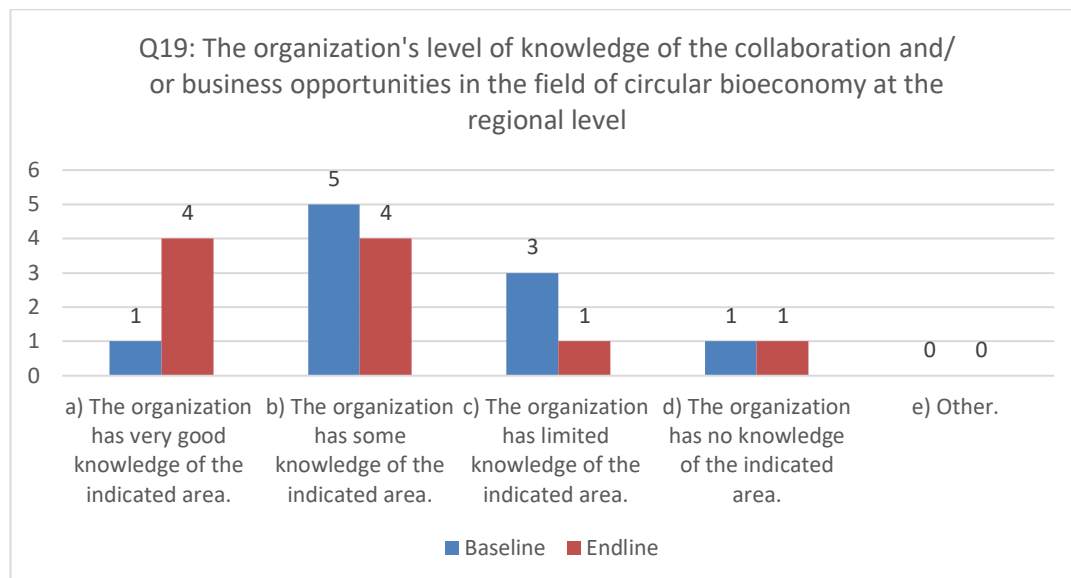 Q19: The organization's level of knowledge of the collaboration and/
or business opportunities in the field of circular bioeconomy at the
regional level
6
5
4
3
2
1
0
1
4
5
4
3
1
1
1
0
0
a) The organization
has very good
knowledge of the
indicated area.
b) The organization
has some
knowledge of the
indicated area.
c) The organization
has limited
knowledge of the
indicated area.
d) The organization
has no knowledge
of the indicated
area.
e) Other.
Baseline
Endline